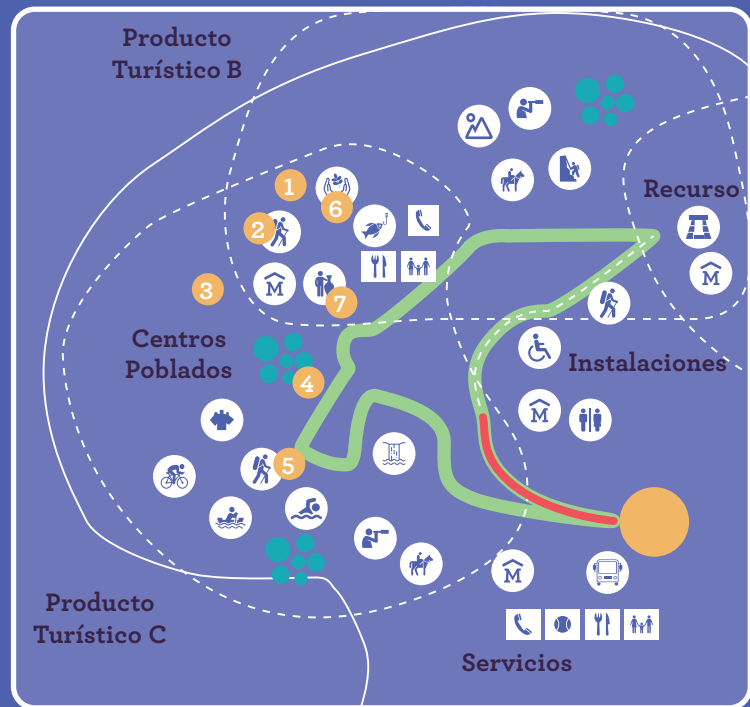 Producto
Turístico B
Recurso
1
6
2
3
7
M
M
Centros
Poblados
4
Instalaciones
M
5
M
Producto
Turístico C
Servicios